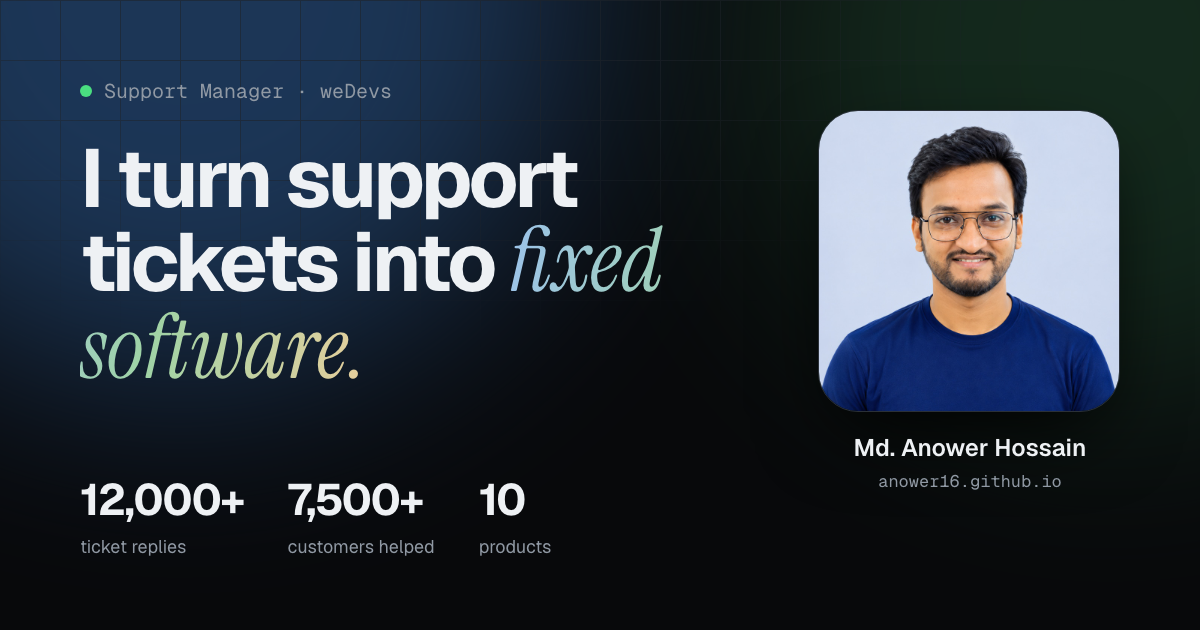 Support Manager · weDevs
I turn support
tickets into fixed
software.
12,000+ 7,500+ 10
ticket replies customers helped products
Md. Anower Hossain
anower16.github.io